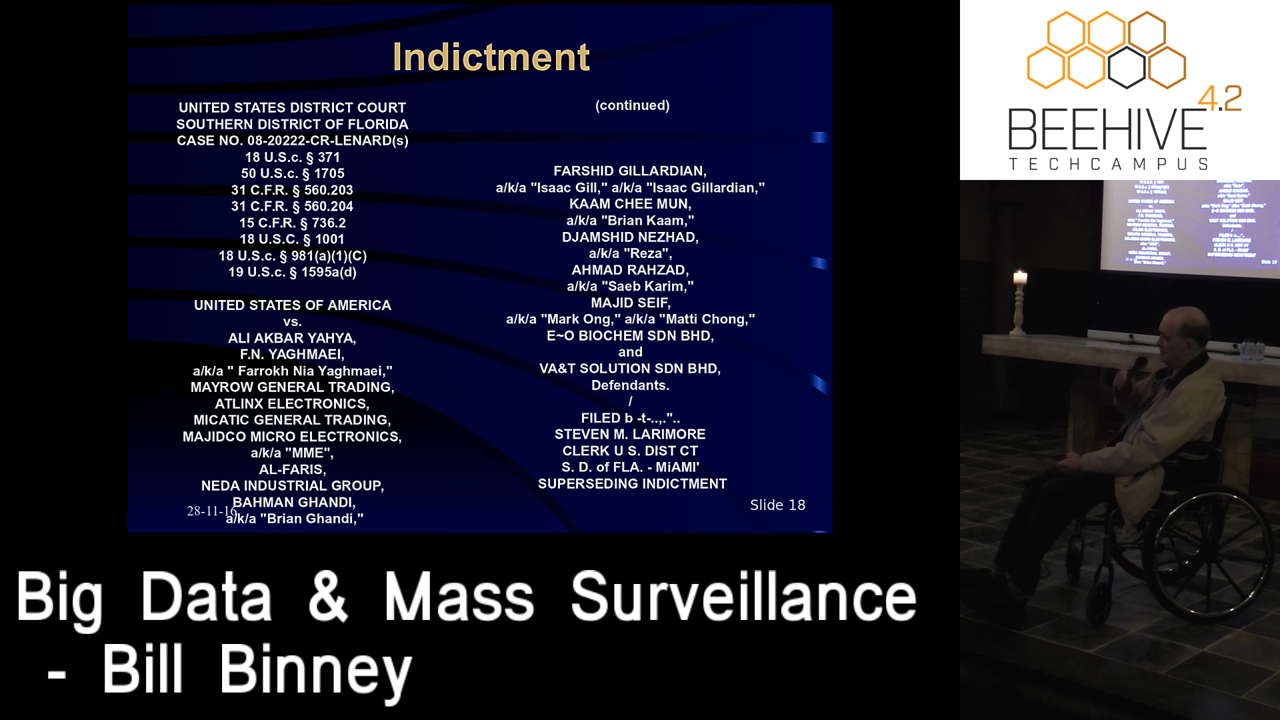 Indictment
UNITED STATES DISTRICT COURT
SOUTHERN DISTRICT OF FLORIDA
CASE NO. 08-20222-CR-LENARD(s)
18 U.S.c. § 371
50 U.S.c. § 1705
31 C.F.R. § 560.203
31 C.F.R. § 560.204
15 C.F.R. § 736.2
18 U.S.C. § 1001
18 U.S.c. § 981(a)(1)(C)
19 U.S.c. § 1595a(d)
UNITED STATES OF AMERICA
vs.
ALI AKBAR YAHYA,
F.N. YAGHMAEI,
a/k/a " Farrokh Nia Yaghmaei,"
MAYROW GENERAL TRADING,
ATLINX ELECTRONICS,
MICATIC GENERAL TRADING,
MAJIDCO MICRO ELECTRONICS,
a/k/a "MME",
AL-FARIS,
NEDA INDUSTRIAL GROUP,
BAHMAN GHANDI,
a/k/a "Brian Ghandi,"
28-11-16
(continued)
FARSHID GILLARDIAN,
a/k/a "Isaac Gill," a/k/a "Isaac Gillardian,"
KAAM CHEE MUN,
a/k/a "Brian Kaam,"
DJAMSHID NEZHAD,
a/k/a "Reza",
AHMAD RAHZAD,
a/k/a "Saeb Karim,"
MAJID SEIF,
a/k/a "Mark Ong," a/k/a "Matti Chong,"
E~O BIOCHEM SDN BHD,
and
VA&T SOLUTION SDN BHD,
Defendants.
/
FILED b -t-..,."..
STEVEN M. LARIMORE
CLERK U S. DIST CT
S. D. of FLA. - MiAMI'
SUPERSEDING INDICTMENT
Slide 18
4.2
BEEHIVE
TECHCAMPUS
Big Data & Mass Surveillance
- Bill Binney